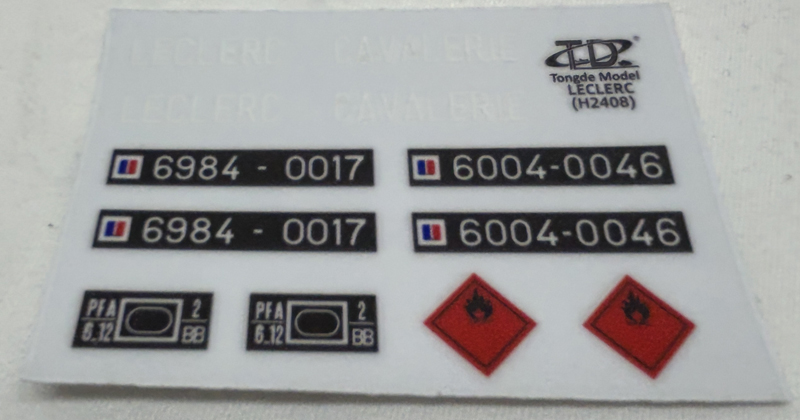 LECLERC CAVALERIE
TDR
Tongde Model
LECLERC
(H2408)
LECLERC CAVALERIE
6984 - 0017
6004-0046
6984 - 0017
6004-0046
PFA 2
6.12 BB
PFA 2
6.12 BB